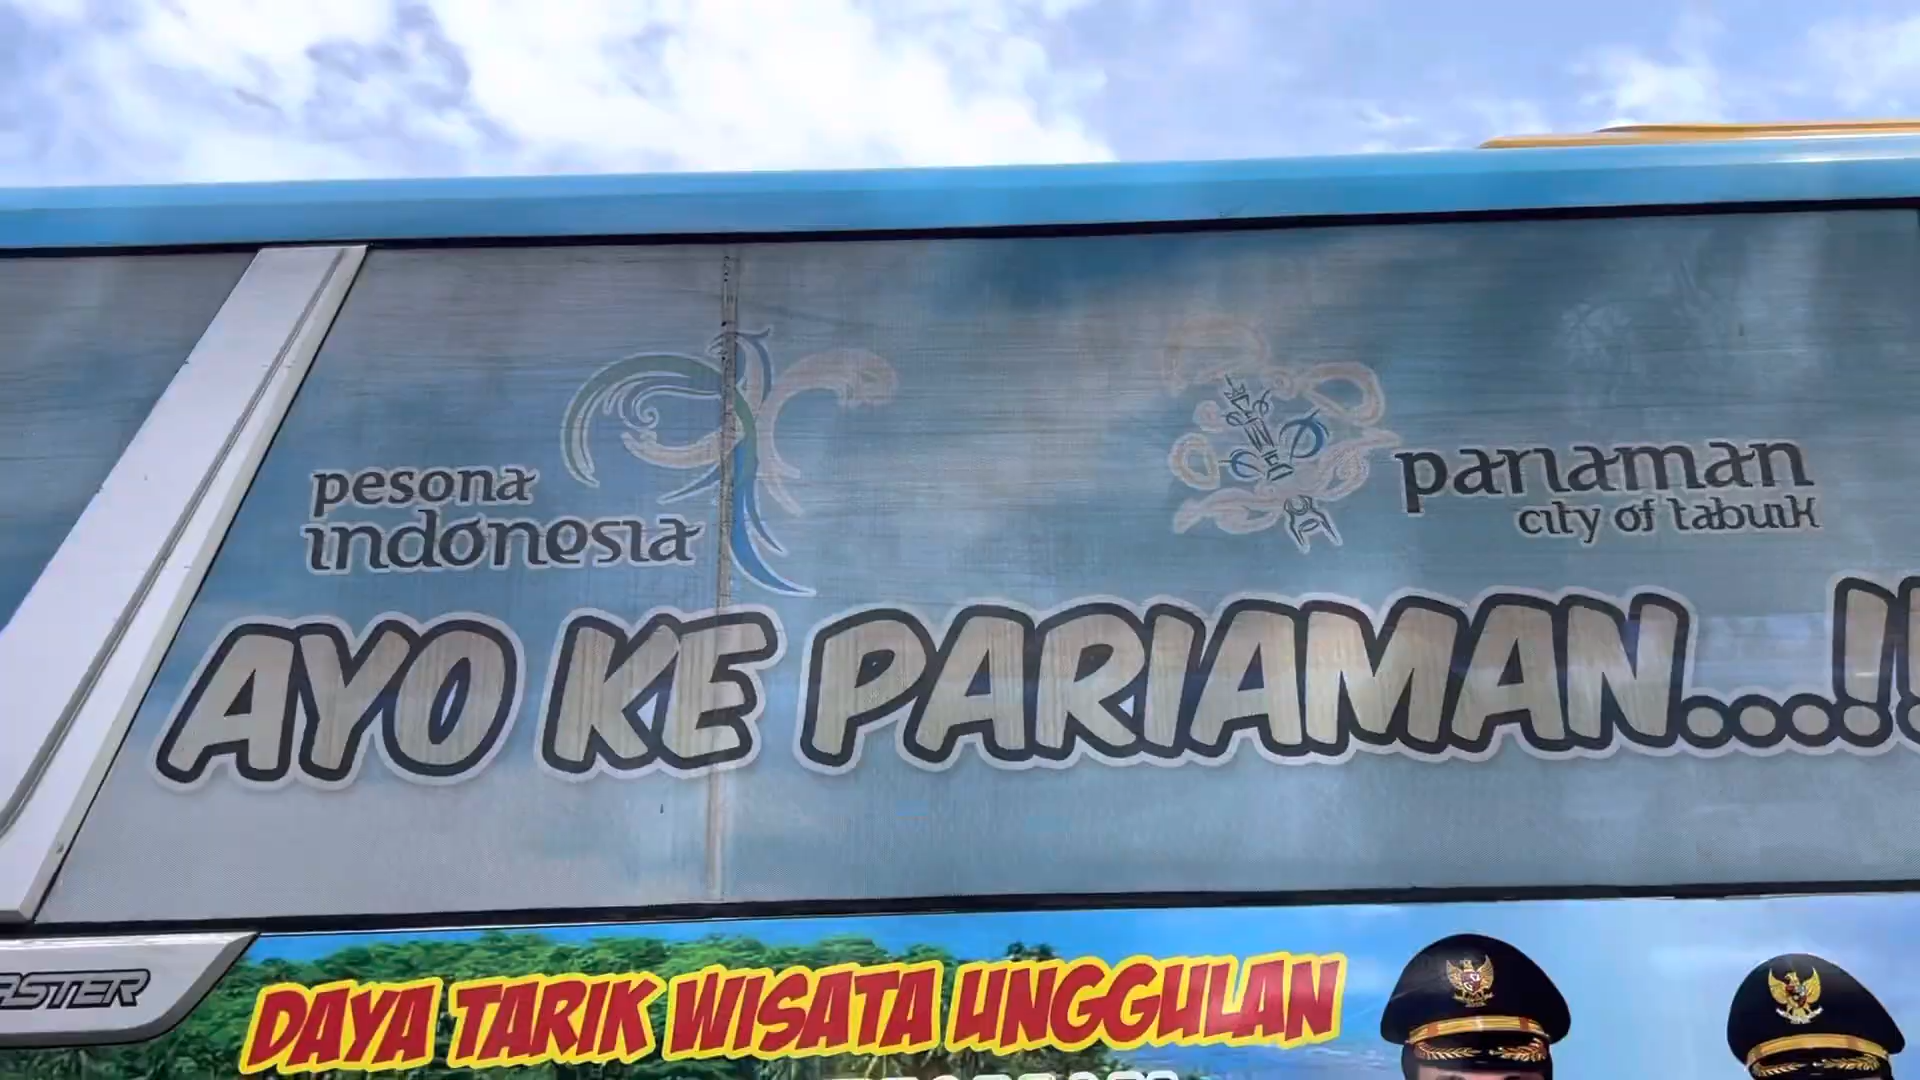 pesona
indonesia
pariaman
city of tabuik
AYO KE PARIAMAN...!!
DAYA TARIK WISATA UNGGULAN